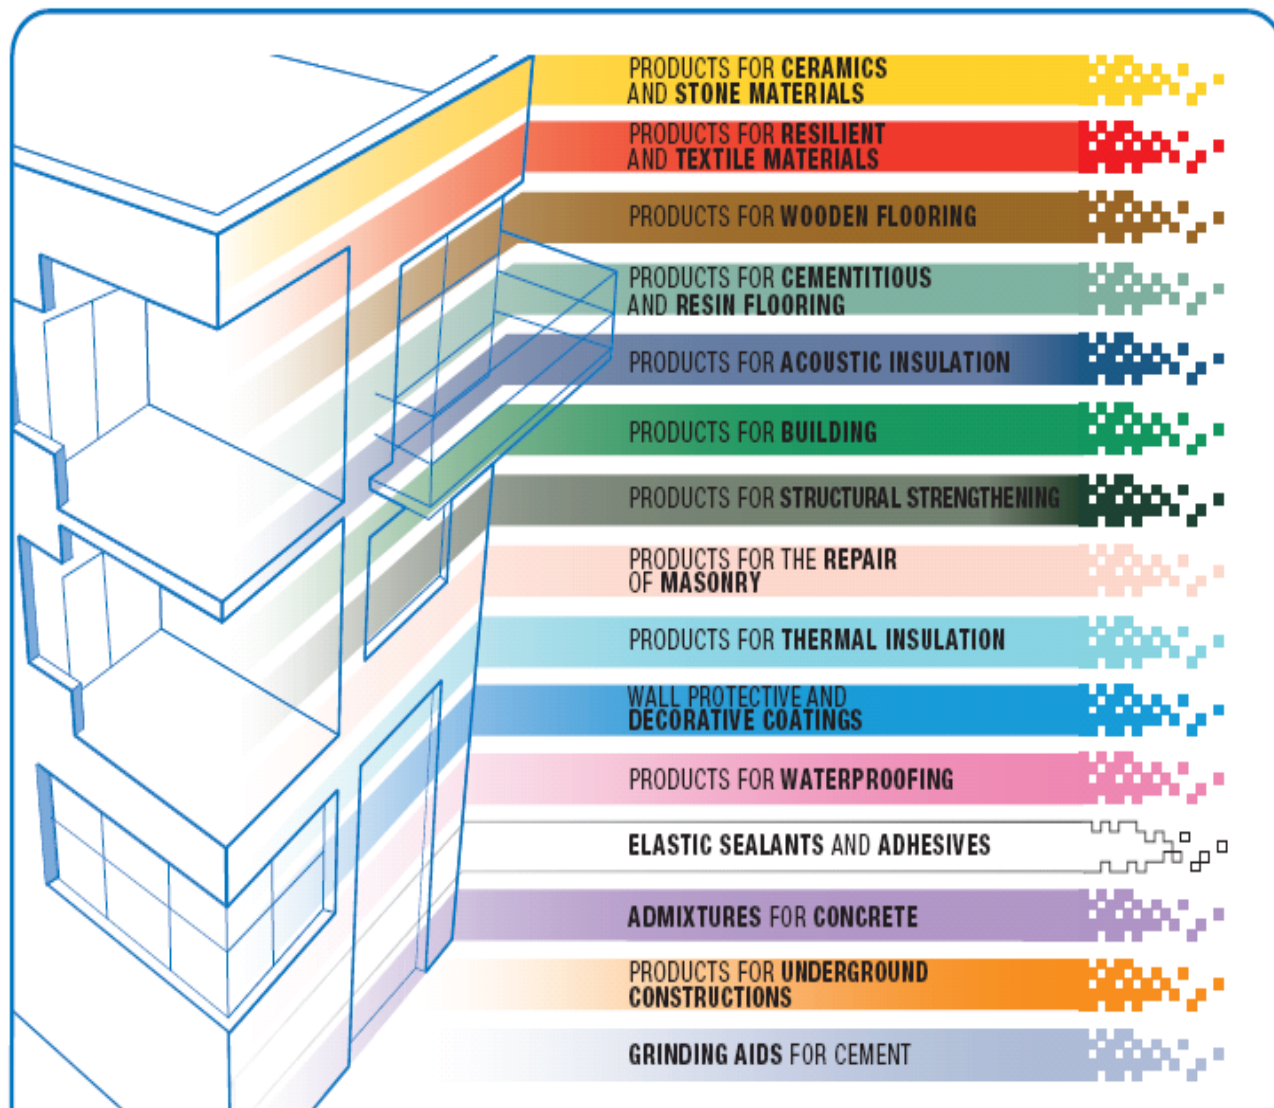 PRODUCTS FOR CERAMICS
AND STONE MATERIALS
PRODUCTS FOR RESILIENT
AND TEXTILE MATERIALS
PRODUCTS FOR WOODEN FLOORING
PRODUCTS FOR CEMENTITIOUS
AND RESIN FLOORING
PRODUCTS FOR ACOUSTIC INSULATION
PRODUCTS FOR BUILDING
PRODUCTS FOR STRUCTURAL STRENGTHENING
PRODUCTS FOR THE REPAIR
OF MASONRY
PRODUCTS FOR THERMAL INSULATION
WALL PROTECTIVE AND
DECORATIVE COATINGS
PRODUCTS FOR WATERPROOFING
ELASTIC SEALANTS AND ADHESIVES
ADMIXTURES FOR CONCRETE
PRODUCTS FOR UNDERGROUND
CONSTRUCTIONS
GRINDING AIDS FOR CEMENT